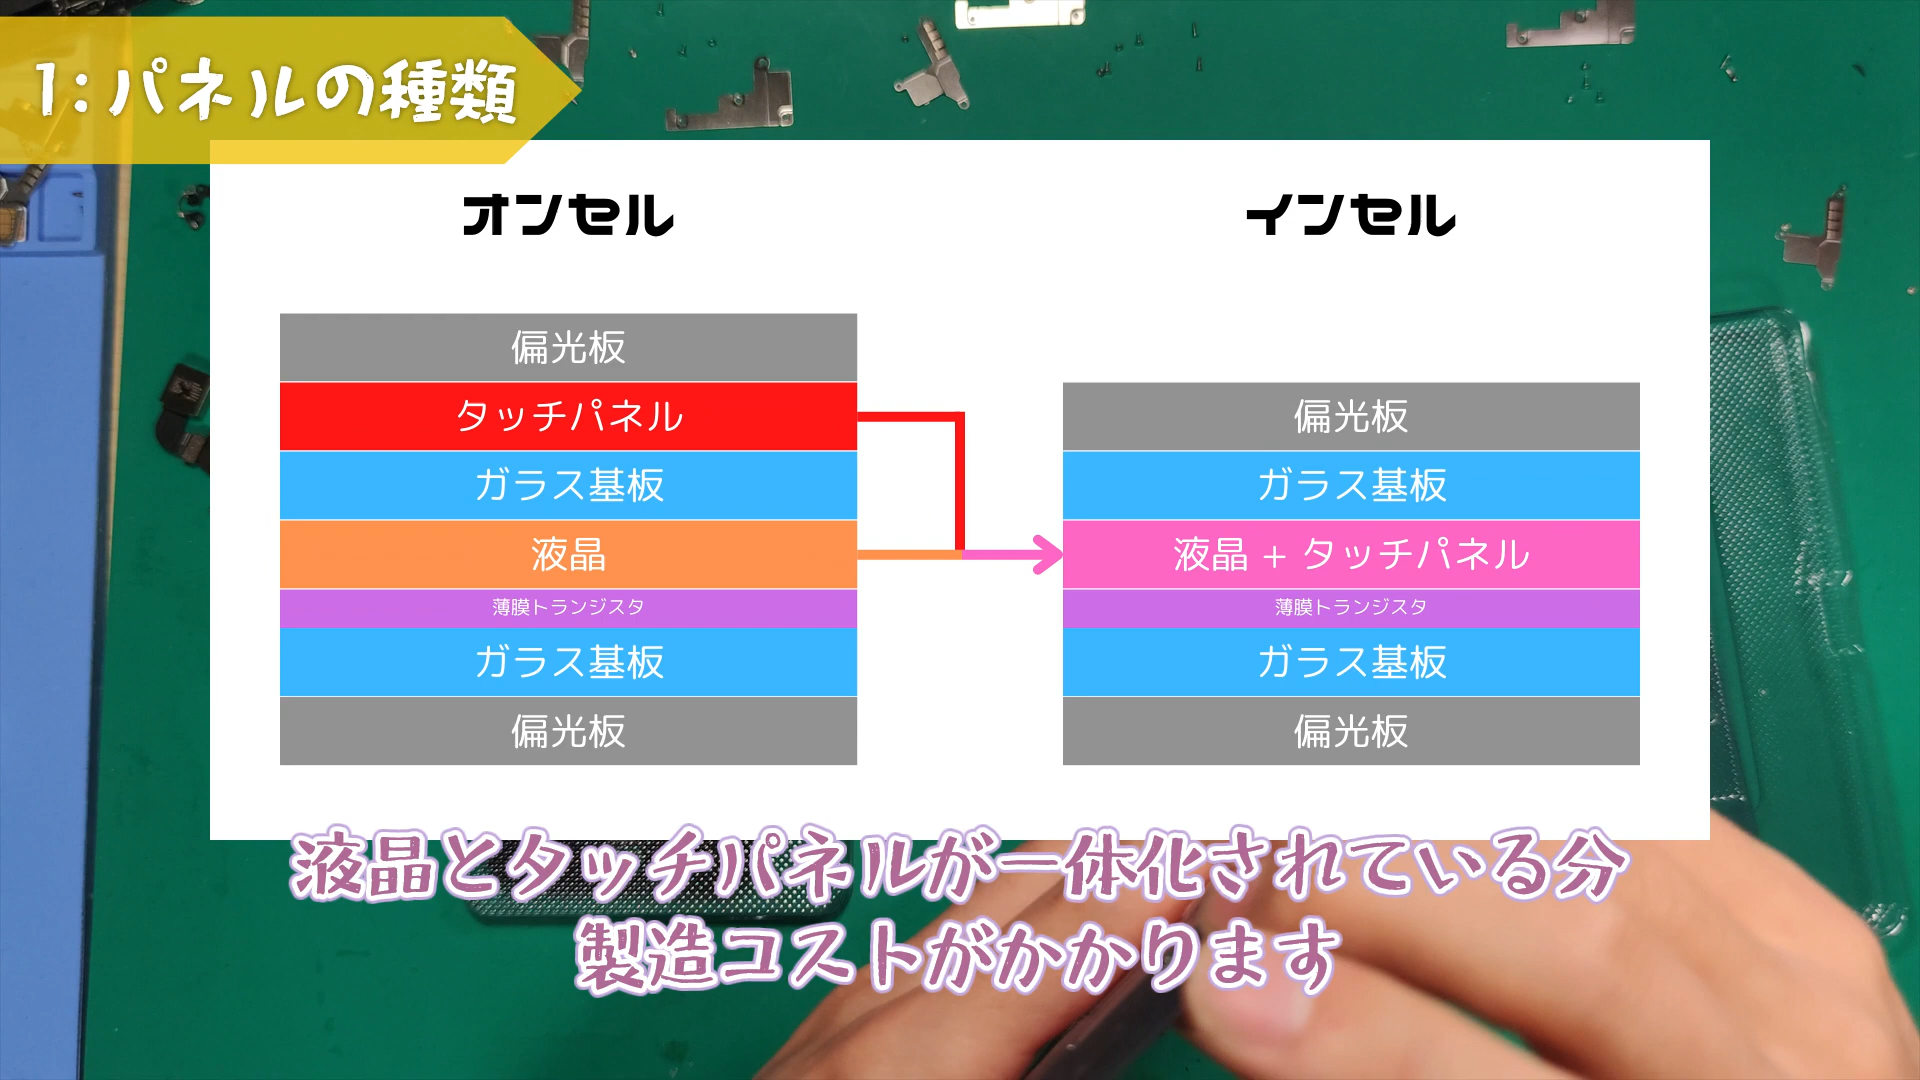 1:パネルの種類
オンセル
偏光板
タッチパネル
ガラス基板
液晶
薄膜トランジスタ
ガラス基板
偏光板
インセル
偏光板
ガラス基板
液晶 + タッチパネル
薄膜トランジスタ
ガラス基板
偏光板
液晶とタッチパネルが一体化されている分
製造コストがかかります